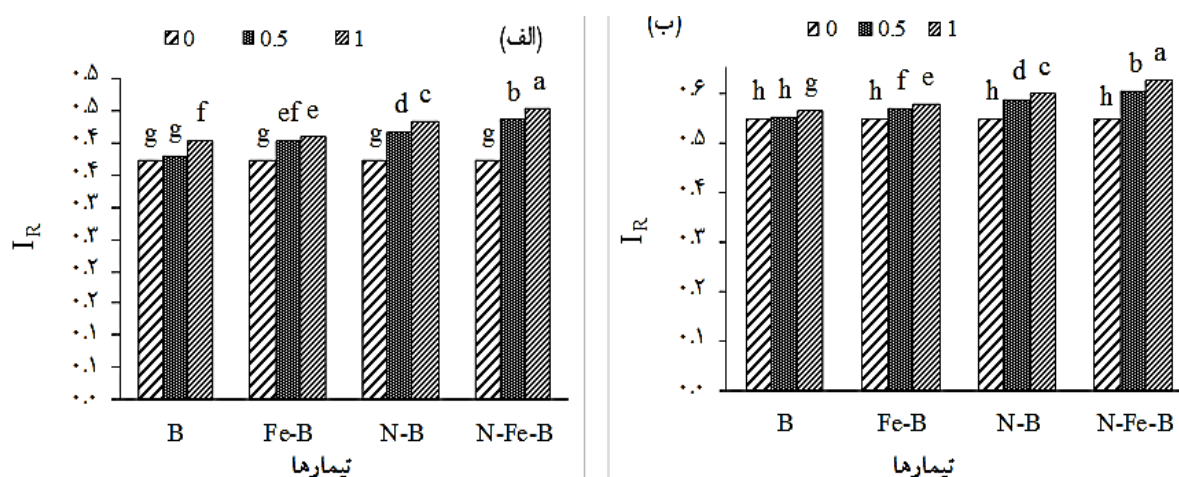 0 0.5 1 (الف)
۰.۵
۰.۵
۰.۴
۰.۴
۰.۳
۰.۳
۰.۲
۰.۲
۰.۱
۰.۱
۰.۰
I_R
g g f g ef e g d c g b a
B Fe-B N-B N-Fe-B
تیمارها
(ب) 0 0.5 1
۰.۶
۰.۵
۰.۴
۰.۳
۰.۲
۰.۱
۰.۰
I_R
h h g h f e h d c h b a
B Fe-B N-B N-Fe-B
تیمارها